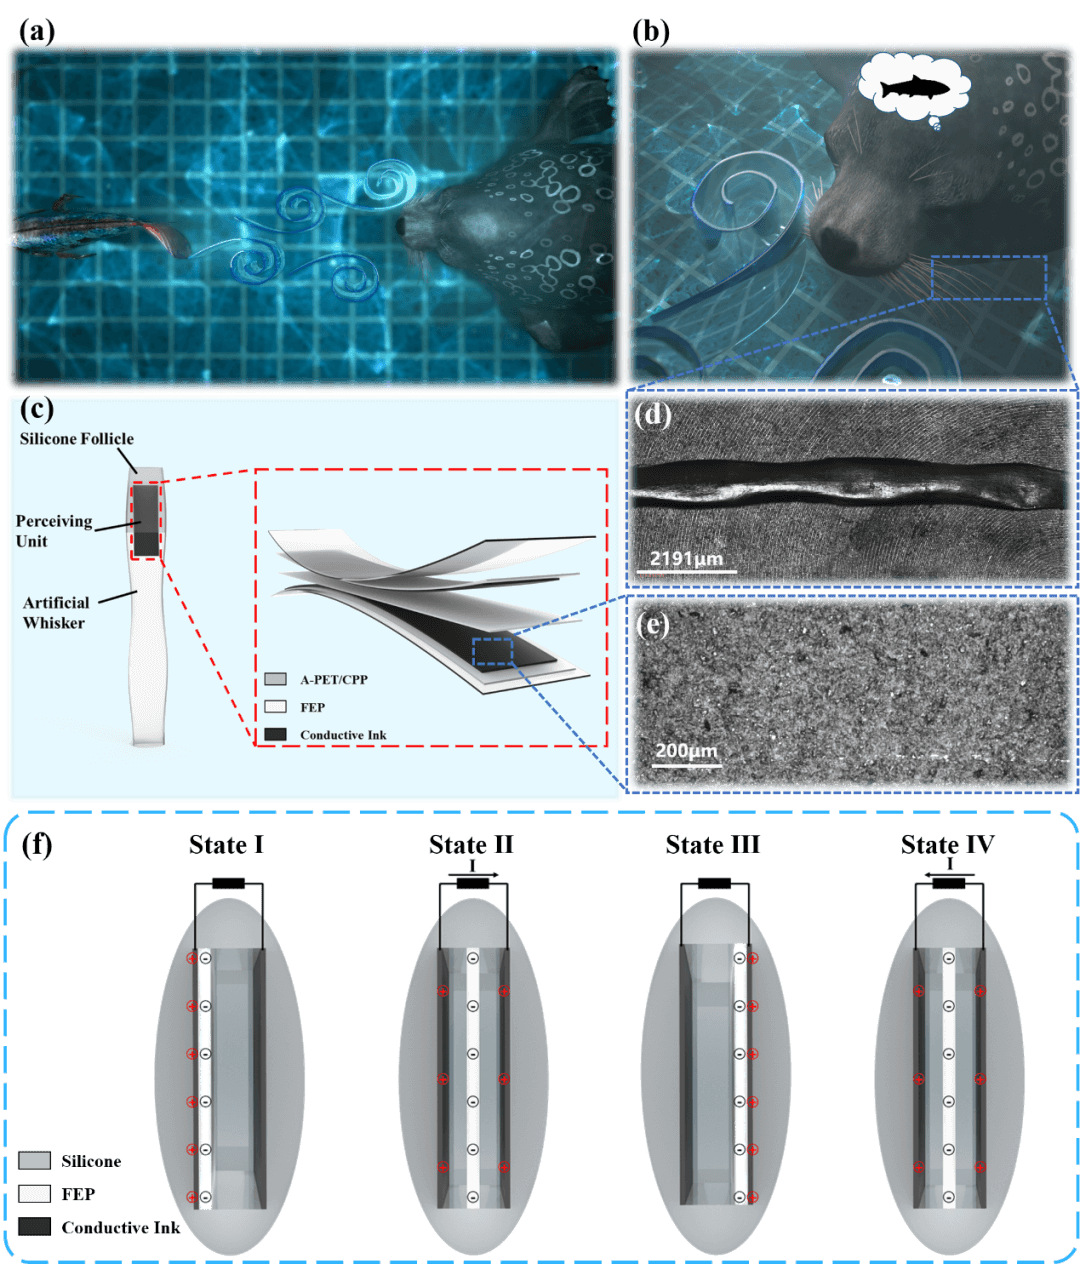 (a)
(b)
(c)
Silicone Follicle
Perceiving
Unit
Artificial
Whisker
A-PET/CPP
FEP
Conductive Ink
(d)
2191μm
(e)
200μm
(f)
State I
State II
State III
State IV
I
I
Silicone
FEP
Conductive Ink